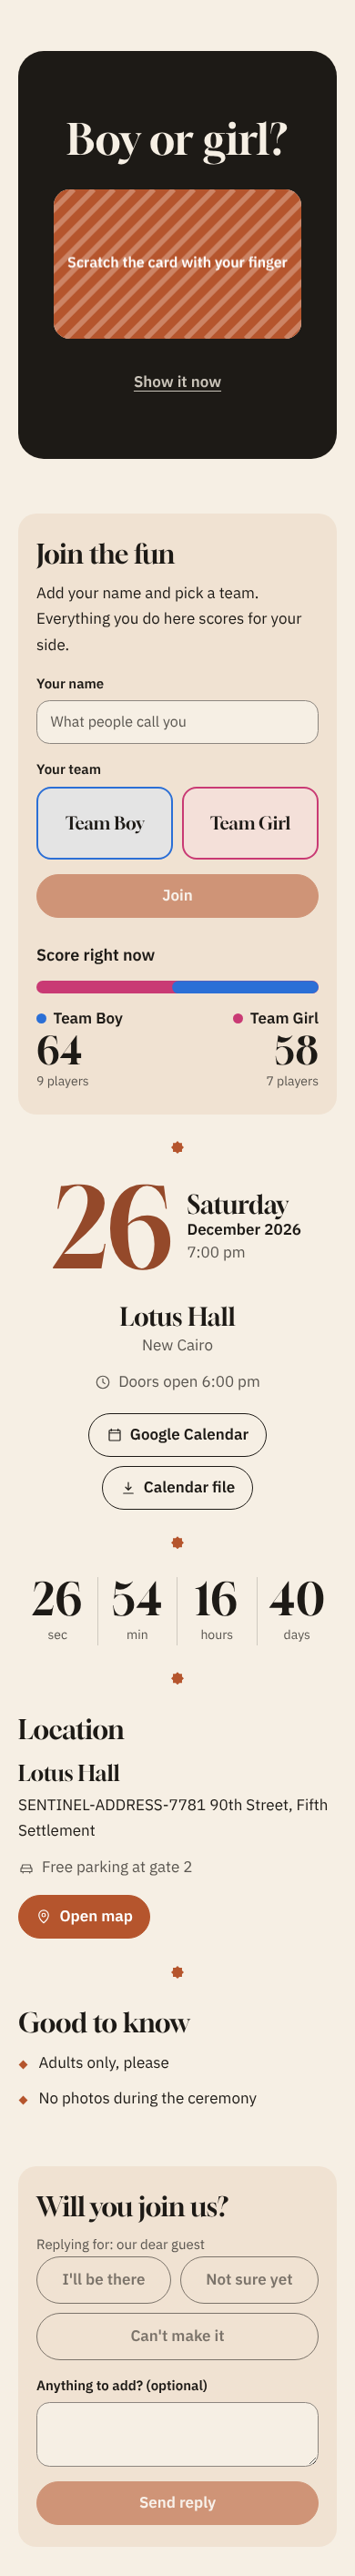 Boy or girl?
Scratch the card with your finger
Show it now
Join the fun
Add your name and pick a team.
Everything you do here scores for your
side.
Your name
What people call you
Your team
Team Boy
Team Girl
Join
Score right now
Team Boy
Team Girl
64
58
9 players
7 players
26
Saturday
December 2026
7:00 pm
Lotus Hall
New Cairo
Doors open 6:00 pm
Google Calendar
Calendar file
26
54
16
40
sec
min
hours
days
Location
Lotus Hall
SENTINEL-ADDRESS-7781 90th Street, Fifth
Settlement
Free parking at gate 2
Open map
Good to know
Adults only, please
No photos during the ceremony
Will you join us?
Replying for: our dear guest
I'll be there
Not sure yet
Can't make it
Anything to add? (optional)
Send reply